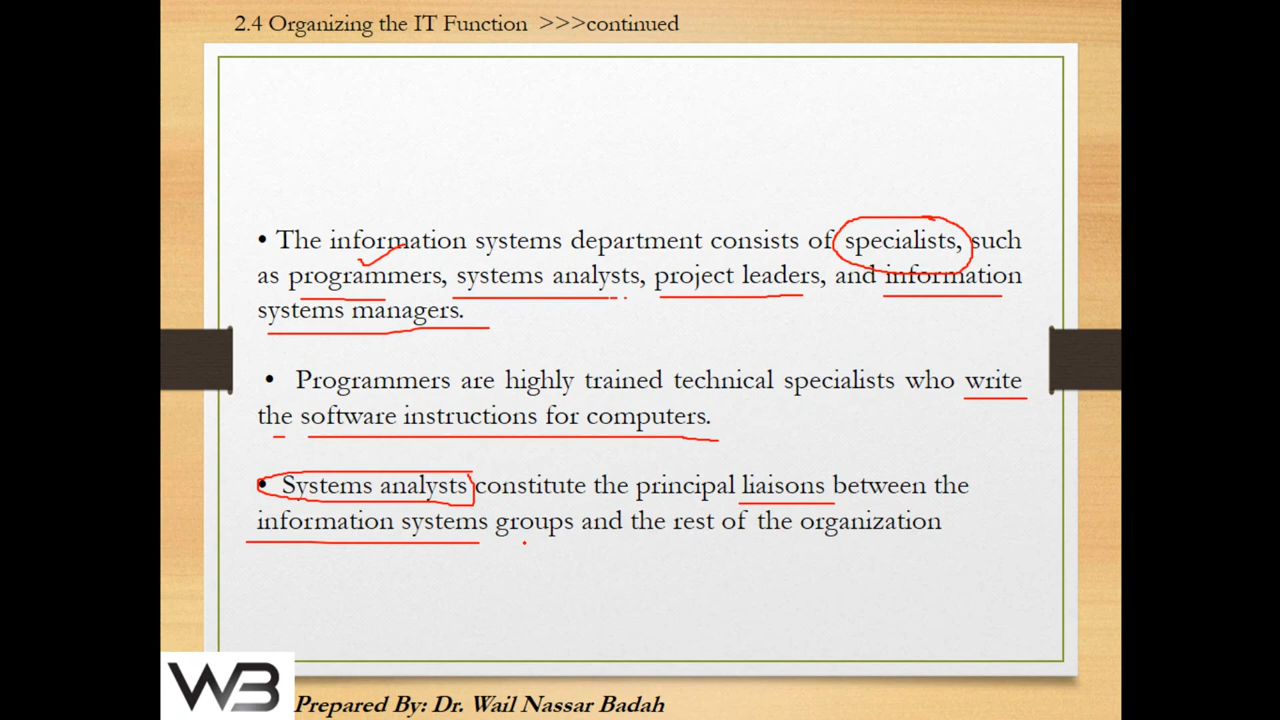 2.4 Organizing the IT Function >>>continued
• The information systems department consists of specialists, such
as programmers, systems analysts, project leaders, and information
systems managers.
• Programmers are highly trained technical specialists who write
the software instructions for computers.
• Systems analysts constitute the principal liaisons between the
information systems groups and the rest of the organization
WB
Prepared By: Dr. Wail Nassar Badah